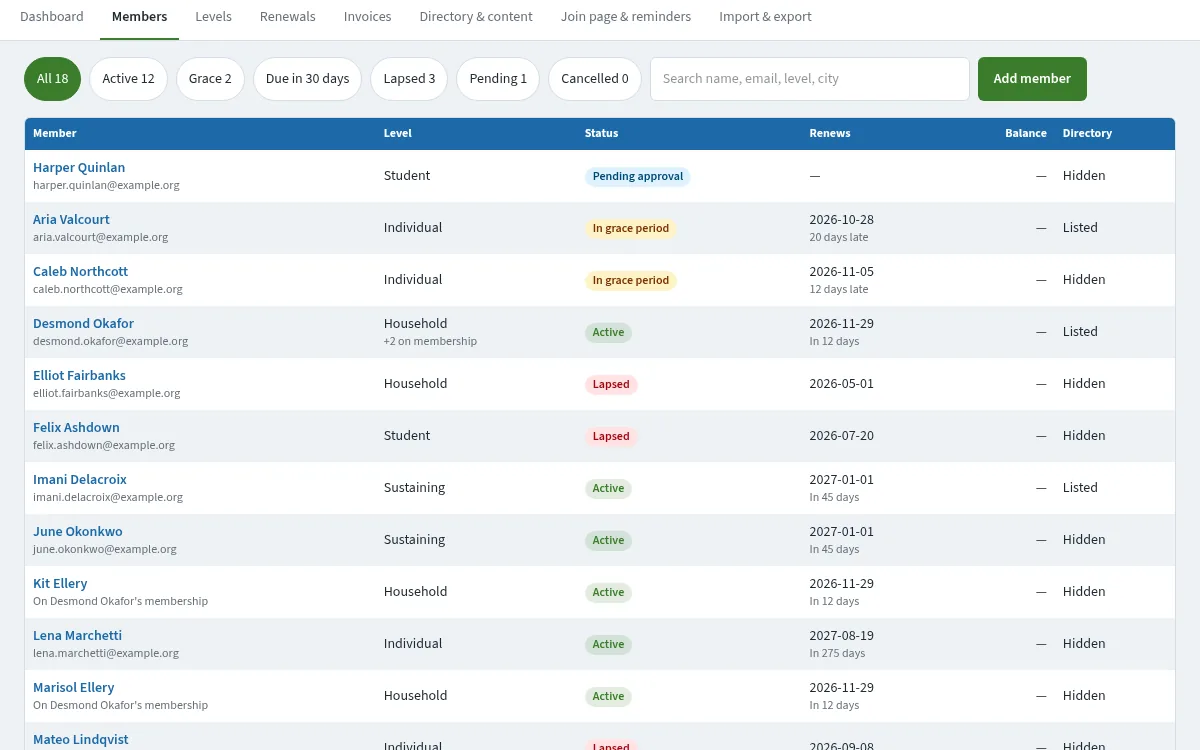 Dashboard Members Levels Renewals Invoices Directory & content Join page & reminders Import & export
All 18 Active 12 Grace 2 Due in 30 days Lapsed 3 Pending 1 Cancelled 0 Search name, email, level, city Add member
Member Level Status Renews Balance Directory
Harper Quinlan
harper.quinlan@example.org
Student Pending approval — — Hidden
Aria Valcourt
aria.valcourt@example.org
Individual In grace period 2026-10-28
20 days late
— Listed
Caleb Northcott
caleb.northcott@example.org
Individual In grace period 2026-11-05
12 days late
— Hidden
Desmond Okafor
desmond.okafor@example.org
Household
+2 on membership
Active 2026-11-29
In 12 days
— Listed
Elliot Fairbanks
elliot.fairbanks@example.org
Household Lapsed 2026-05-01 — Hidden
Felix Ashdown
felix.ashdown@example.org
Student Lapsed 2026-07-20 — Hidden
Imani Delacroix
imani.delacroix@example.org
Sustaining Active 2027-01-01
In 45 days
— Listed
June Okonkwo
june.okonkwo@example.org
Sustaining Active 2027-01-01
In 45 days
— Hidden
Kit Ellery
On Desmond Okafor's membership
Household Active 2026-11-29
In 12 days
— Hidden
Lena Marchetti
lena.marchetti@example.org
Individual Active 2027-08-19
In 275 days
— Hidden
Marisol Ellery
On Desmond Okafor's membership
Household Active 2026-11-29
In 12 days
— Hidden
Mateo Lindqvist
Individual Lapsed 2026-09-08 — Hidden